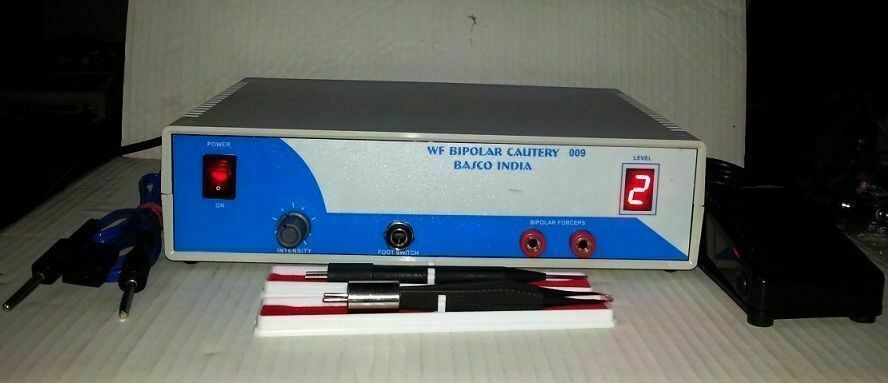 POWER
WF BIPOLAR CAUTERY 009
BASCO INDIA
LEVEL
2
ON
INTENSITY
FOOT SWITCH
BIPOLAR FORCEPS